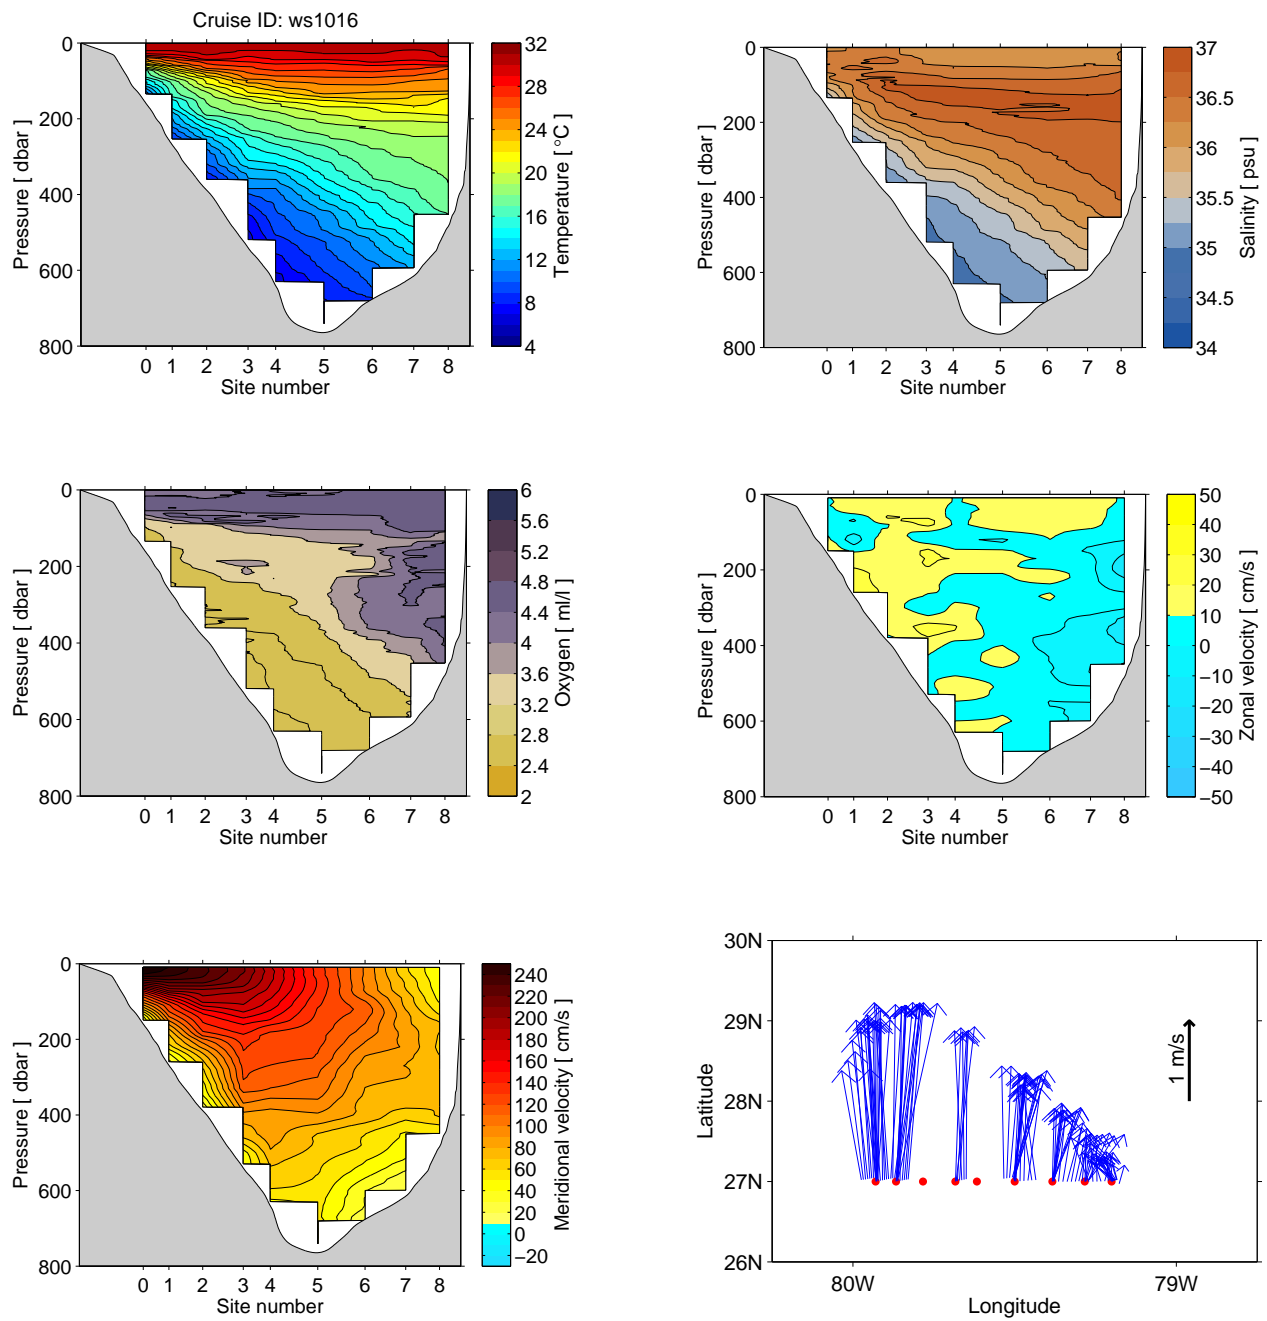 Cruise ID: ws1016
0
200
400
600
800
Pressure [ dbar ]
0 1 2 3 4 5 6 7 8
Site number
32
28
24
20
16
12
8
4
Temperature [ °C ]
0
200
400
600
800
Pressure [ dbar ]
0 1 2 3 4 5 6 7 8
Site number
37
36.5
36
35.5
35
34.5
34
Salinity [ psu ]
0
200
400
600
800
Pressure [ dbar ]
0 1 2 3 4 5 6 7 8
Site number
6
5.6
5.2
4.8
4.4
4
3.6
3.2
2.8
2.4
2
Oxygen [ ml/l ]
0
200
400
600
800
Pressure [ dbar ]
0 1 2 3 4 5 6 7 8
Site number
50
40
30
20
10
0
−10
−20
−30
−40
−50
Zonal velocity [ cm/s ]
0
200
400
600
800
Pressure [ dbar ]
0 1 2 3 4 5 6 7 8
Site number
240
220
200
180
160
140
120
100
80
60
40
20
0
−20
Meridional velocity [ cm/s ]
30N
29N
28N
27N
26N
Latitude
1 m/s
80W 79W
Longitude